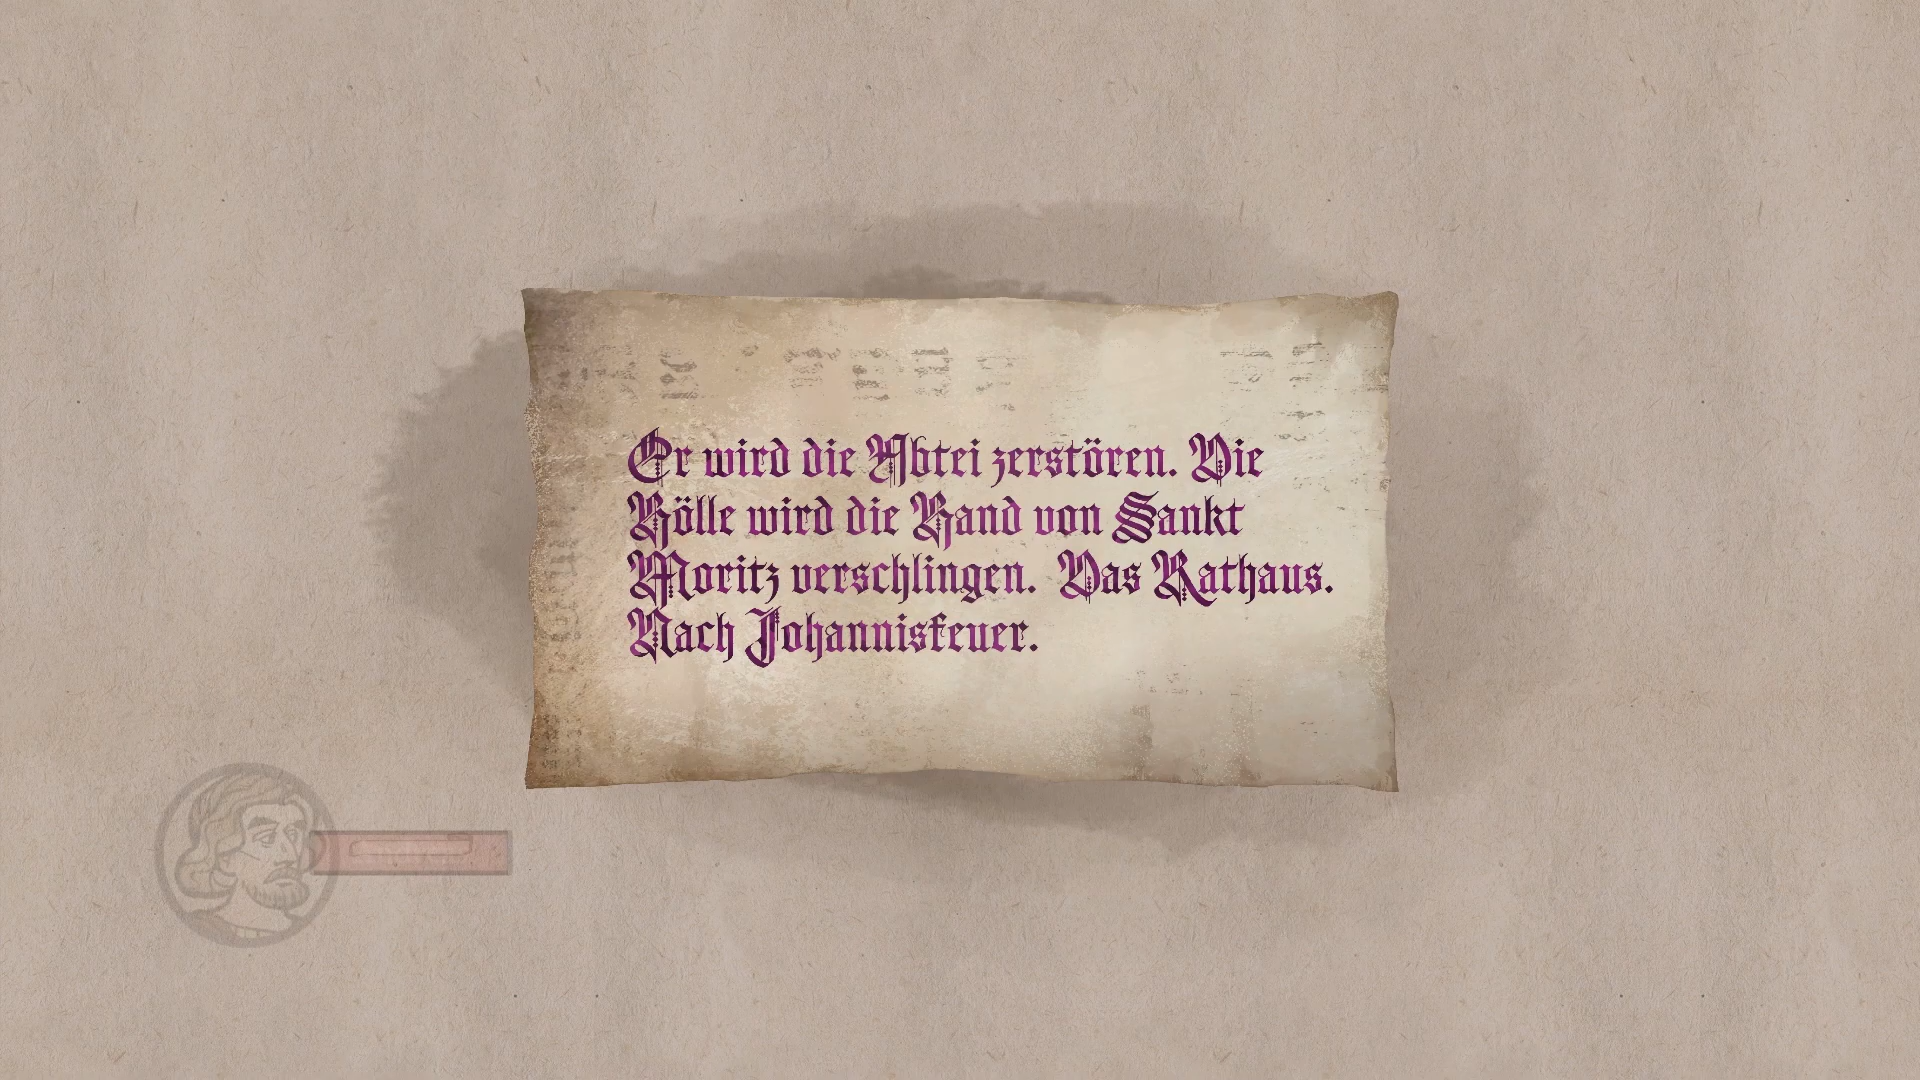 Er wird die Abtei zerstören. Die
Hölle wird die Hand von Sankt
Moritz verschlingen. Das Rathaus.
Nach Johannisfeuer.